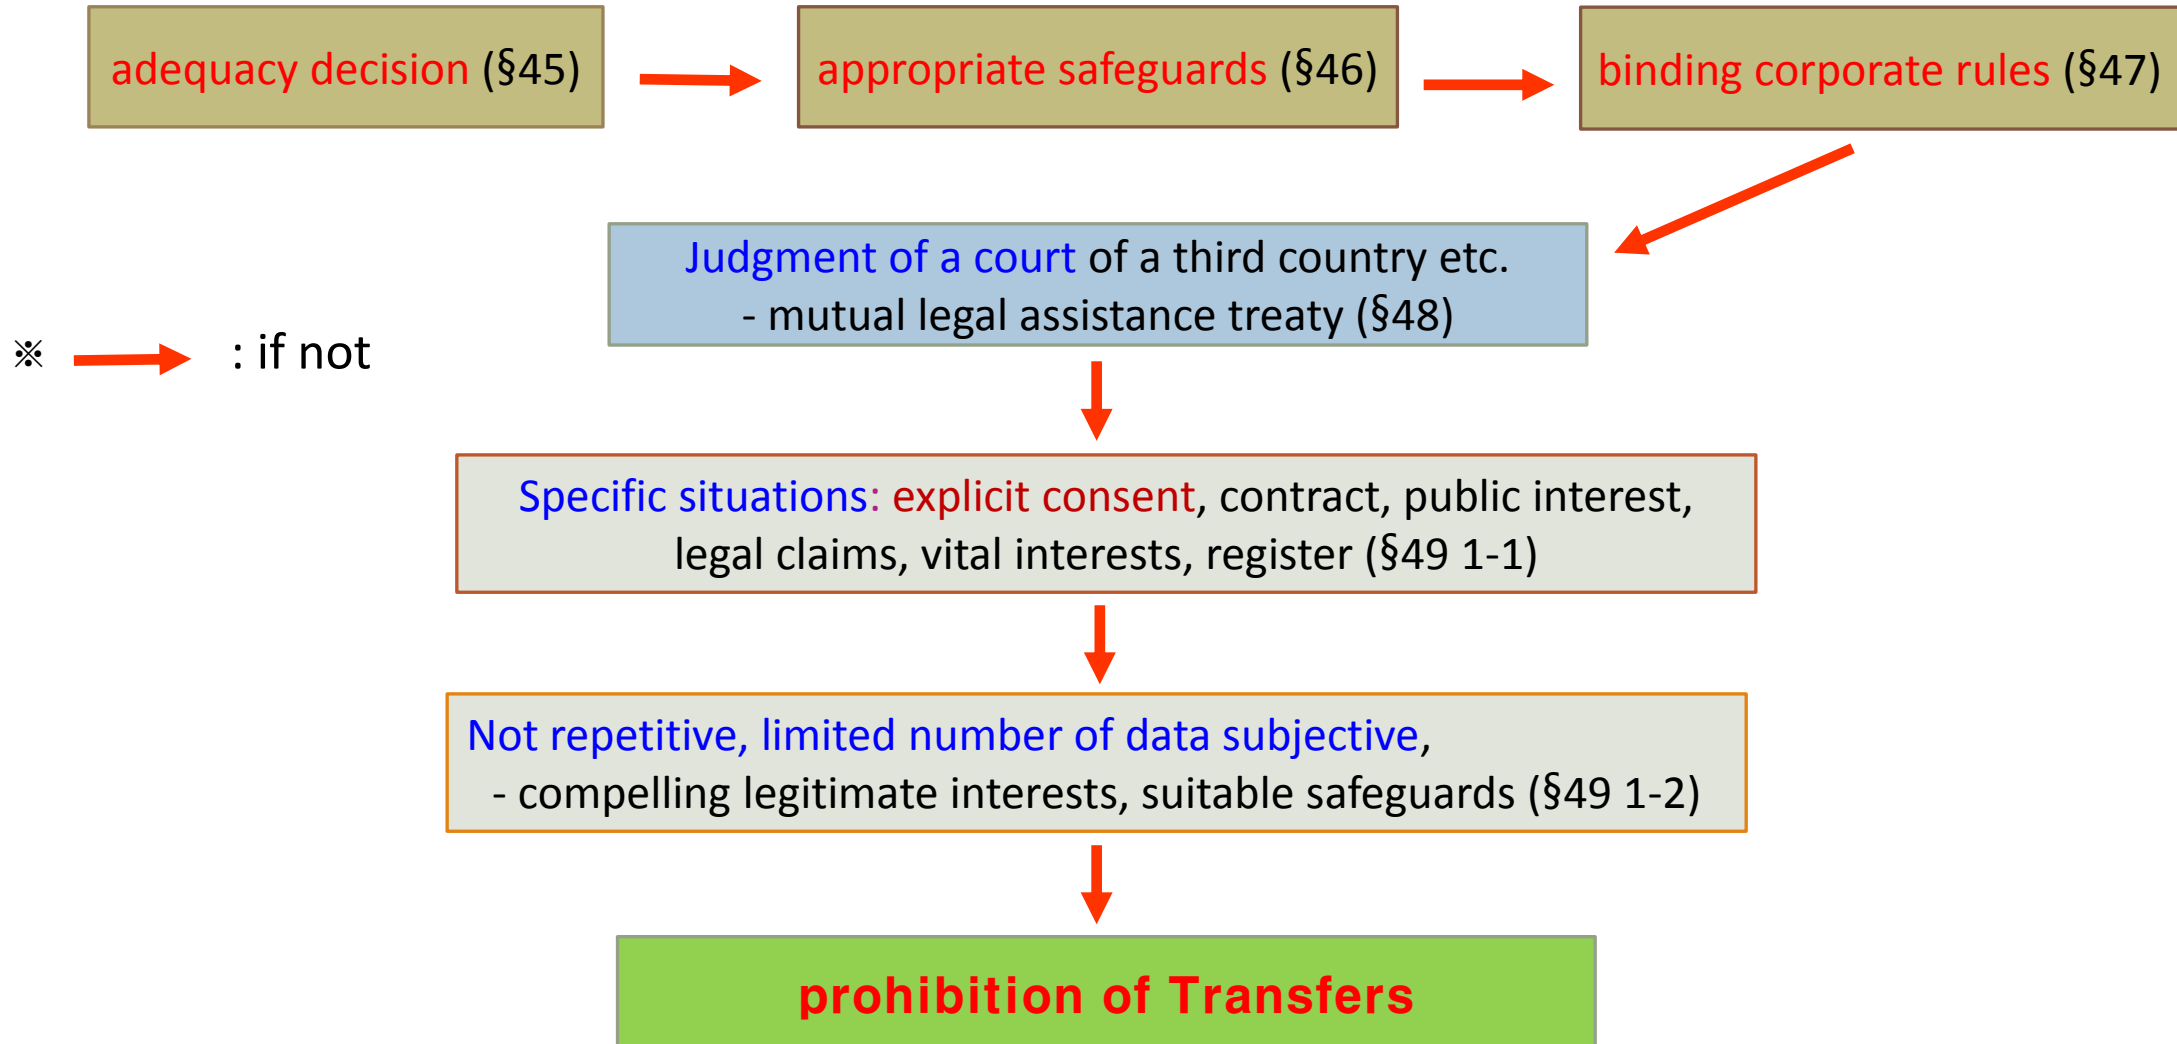 adequacy decision (§45)
appropriate safeguards (§46)
binding corporate rules (§47)
Judgment of a court of a third country etc.
- mutual legal assistance treaty (§48)
※ : if not
Specific situations: explicit consent, contract, public interest,
legal claims, vital interests, register (§49 1-1)
Not repetitive, limited number of data subjective,
- compelling legitimate interests, suitable safeguards (§49 1-2)
prohibition of Transfers